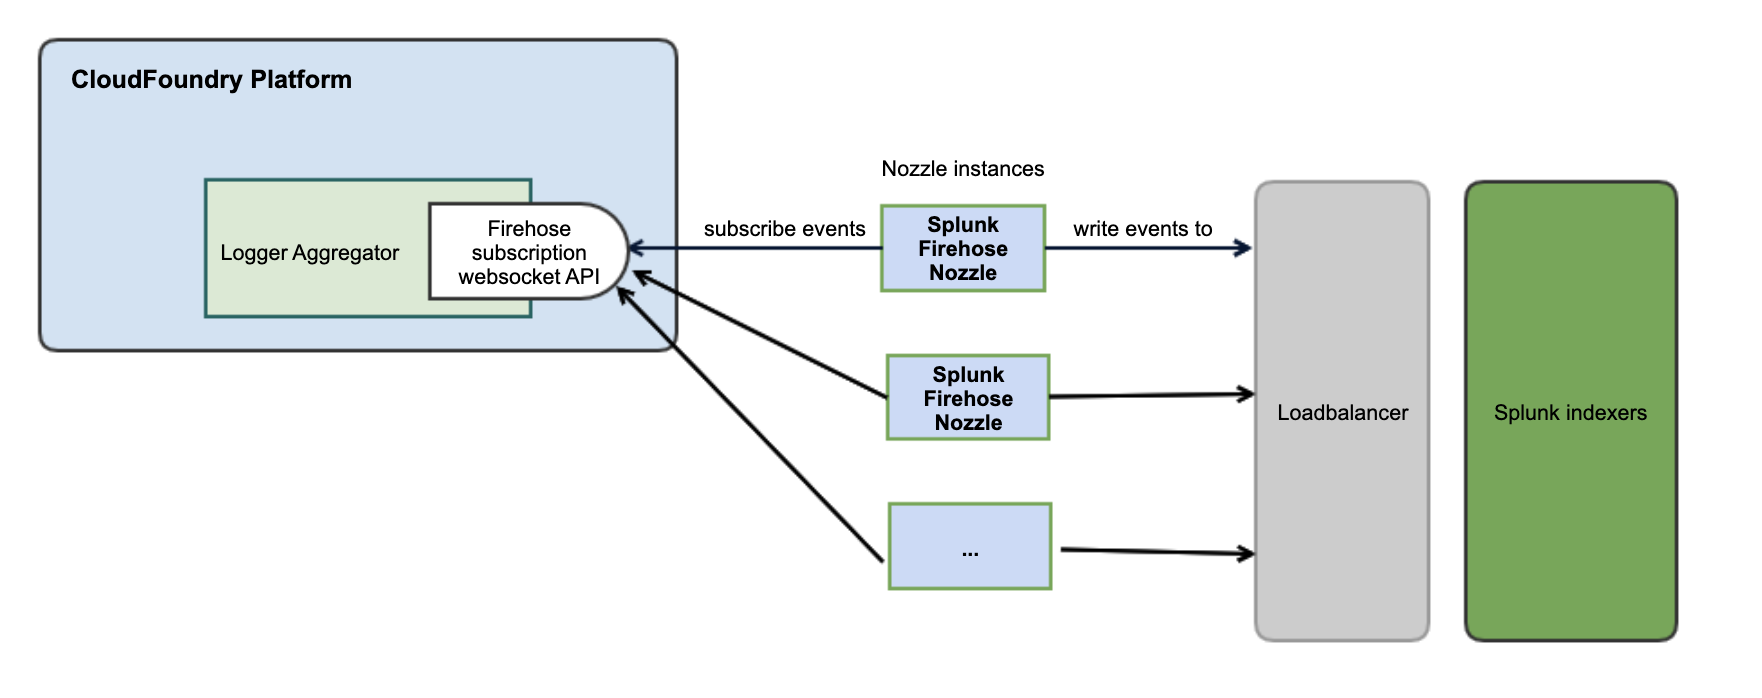 CloudFoundry Platform
Logger Aggregator
Firehose
subscription
websocket API
Nozzle instances
subscribe events
Splunk
Firehose
Nozzle
write events to
Splunk
Firehose
Nozzle
...
Loadbalancer
Splunk indexers